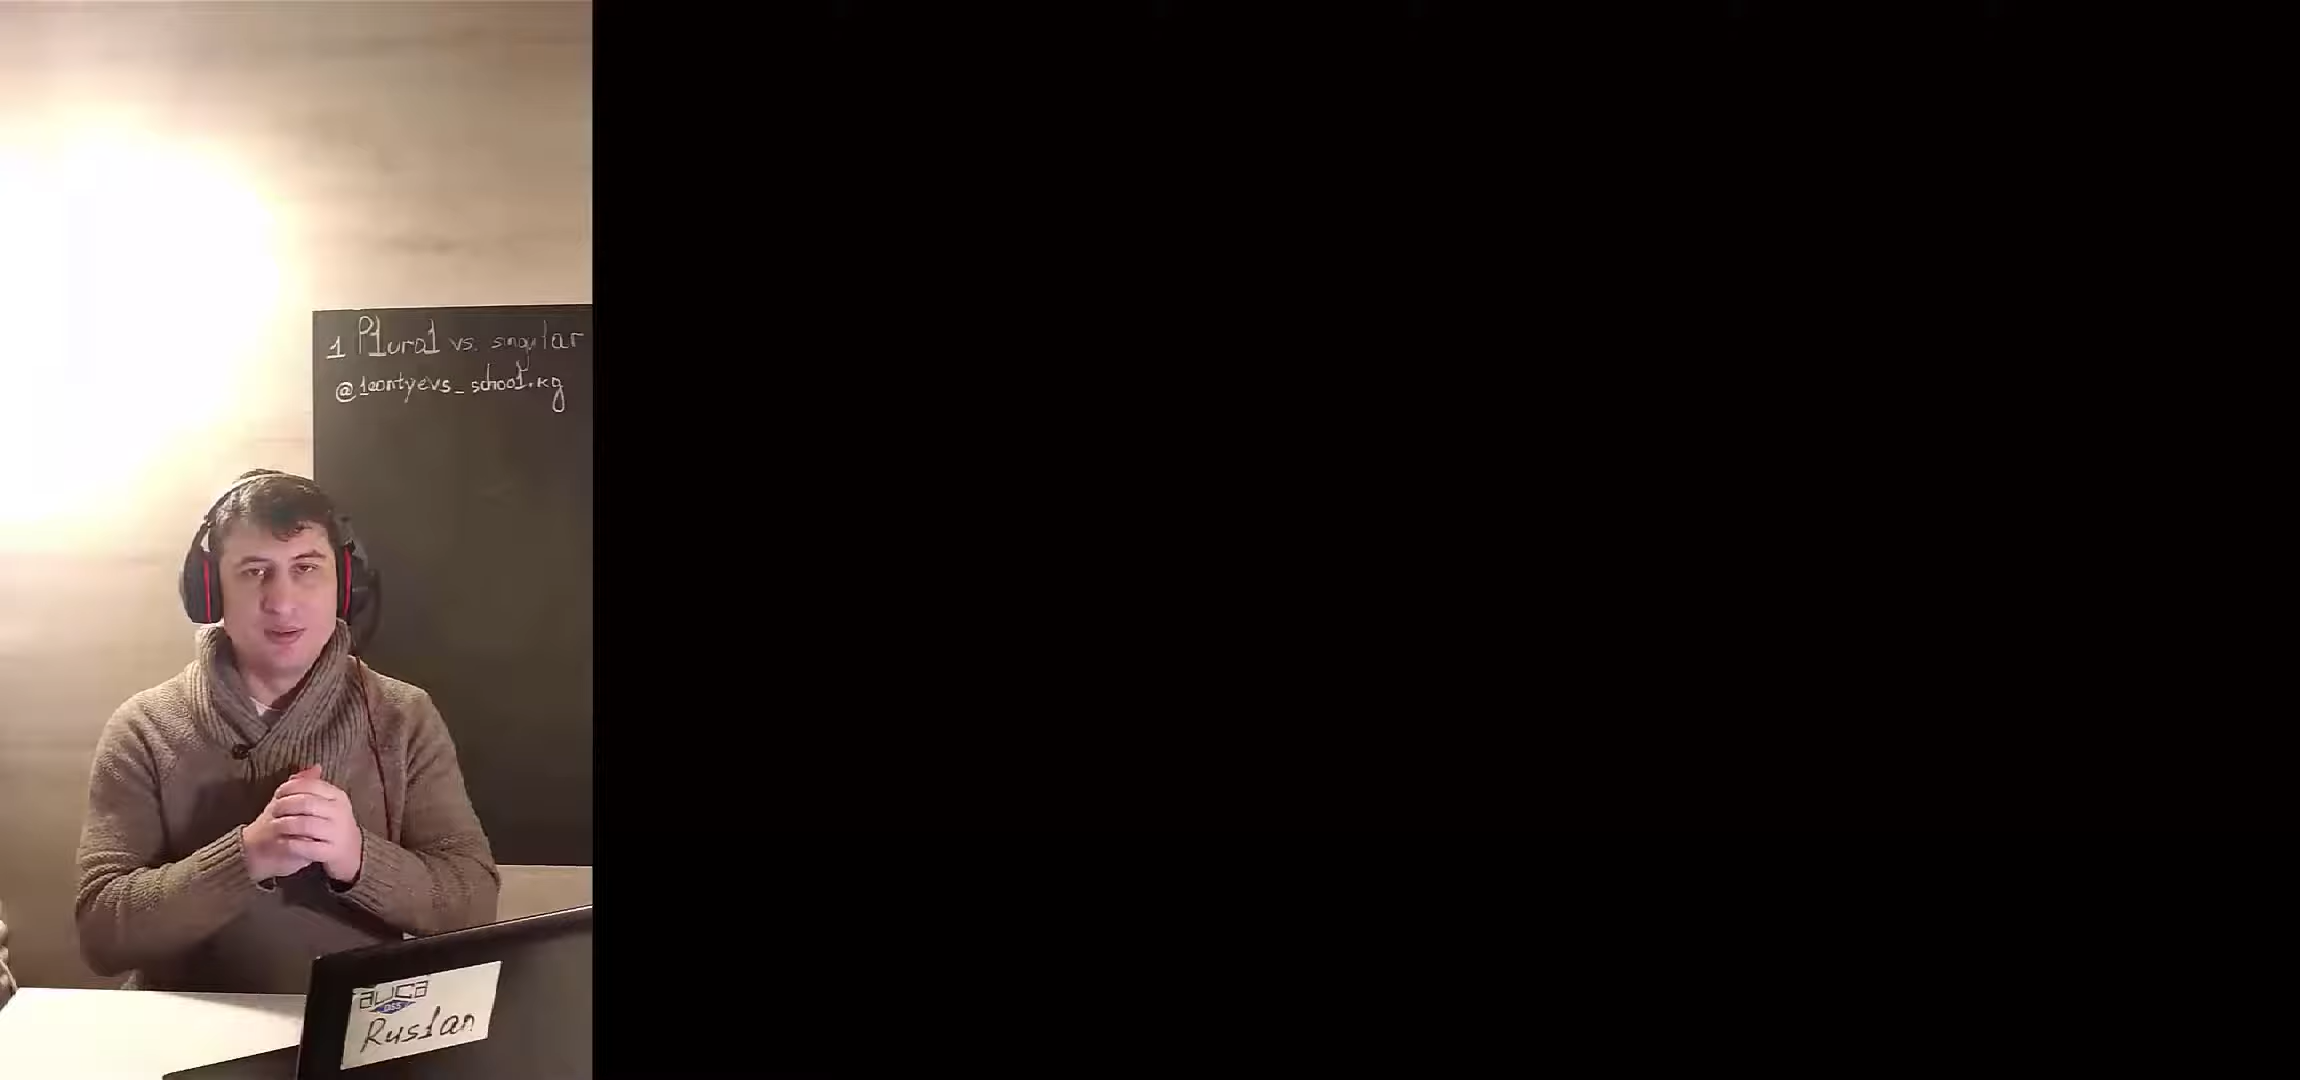 1 Plural vs. singular
@leontyevs_school.kg
auca
Ruslan